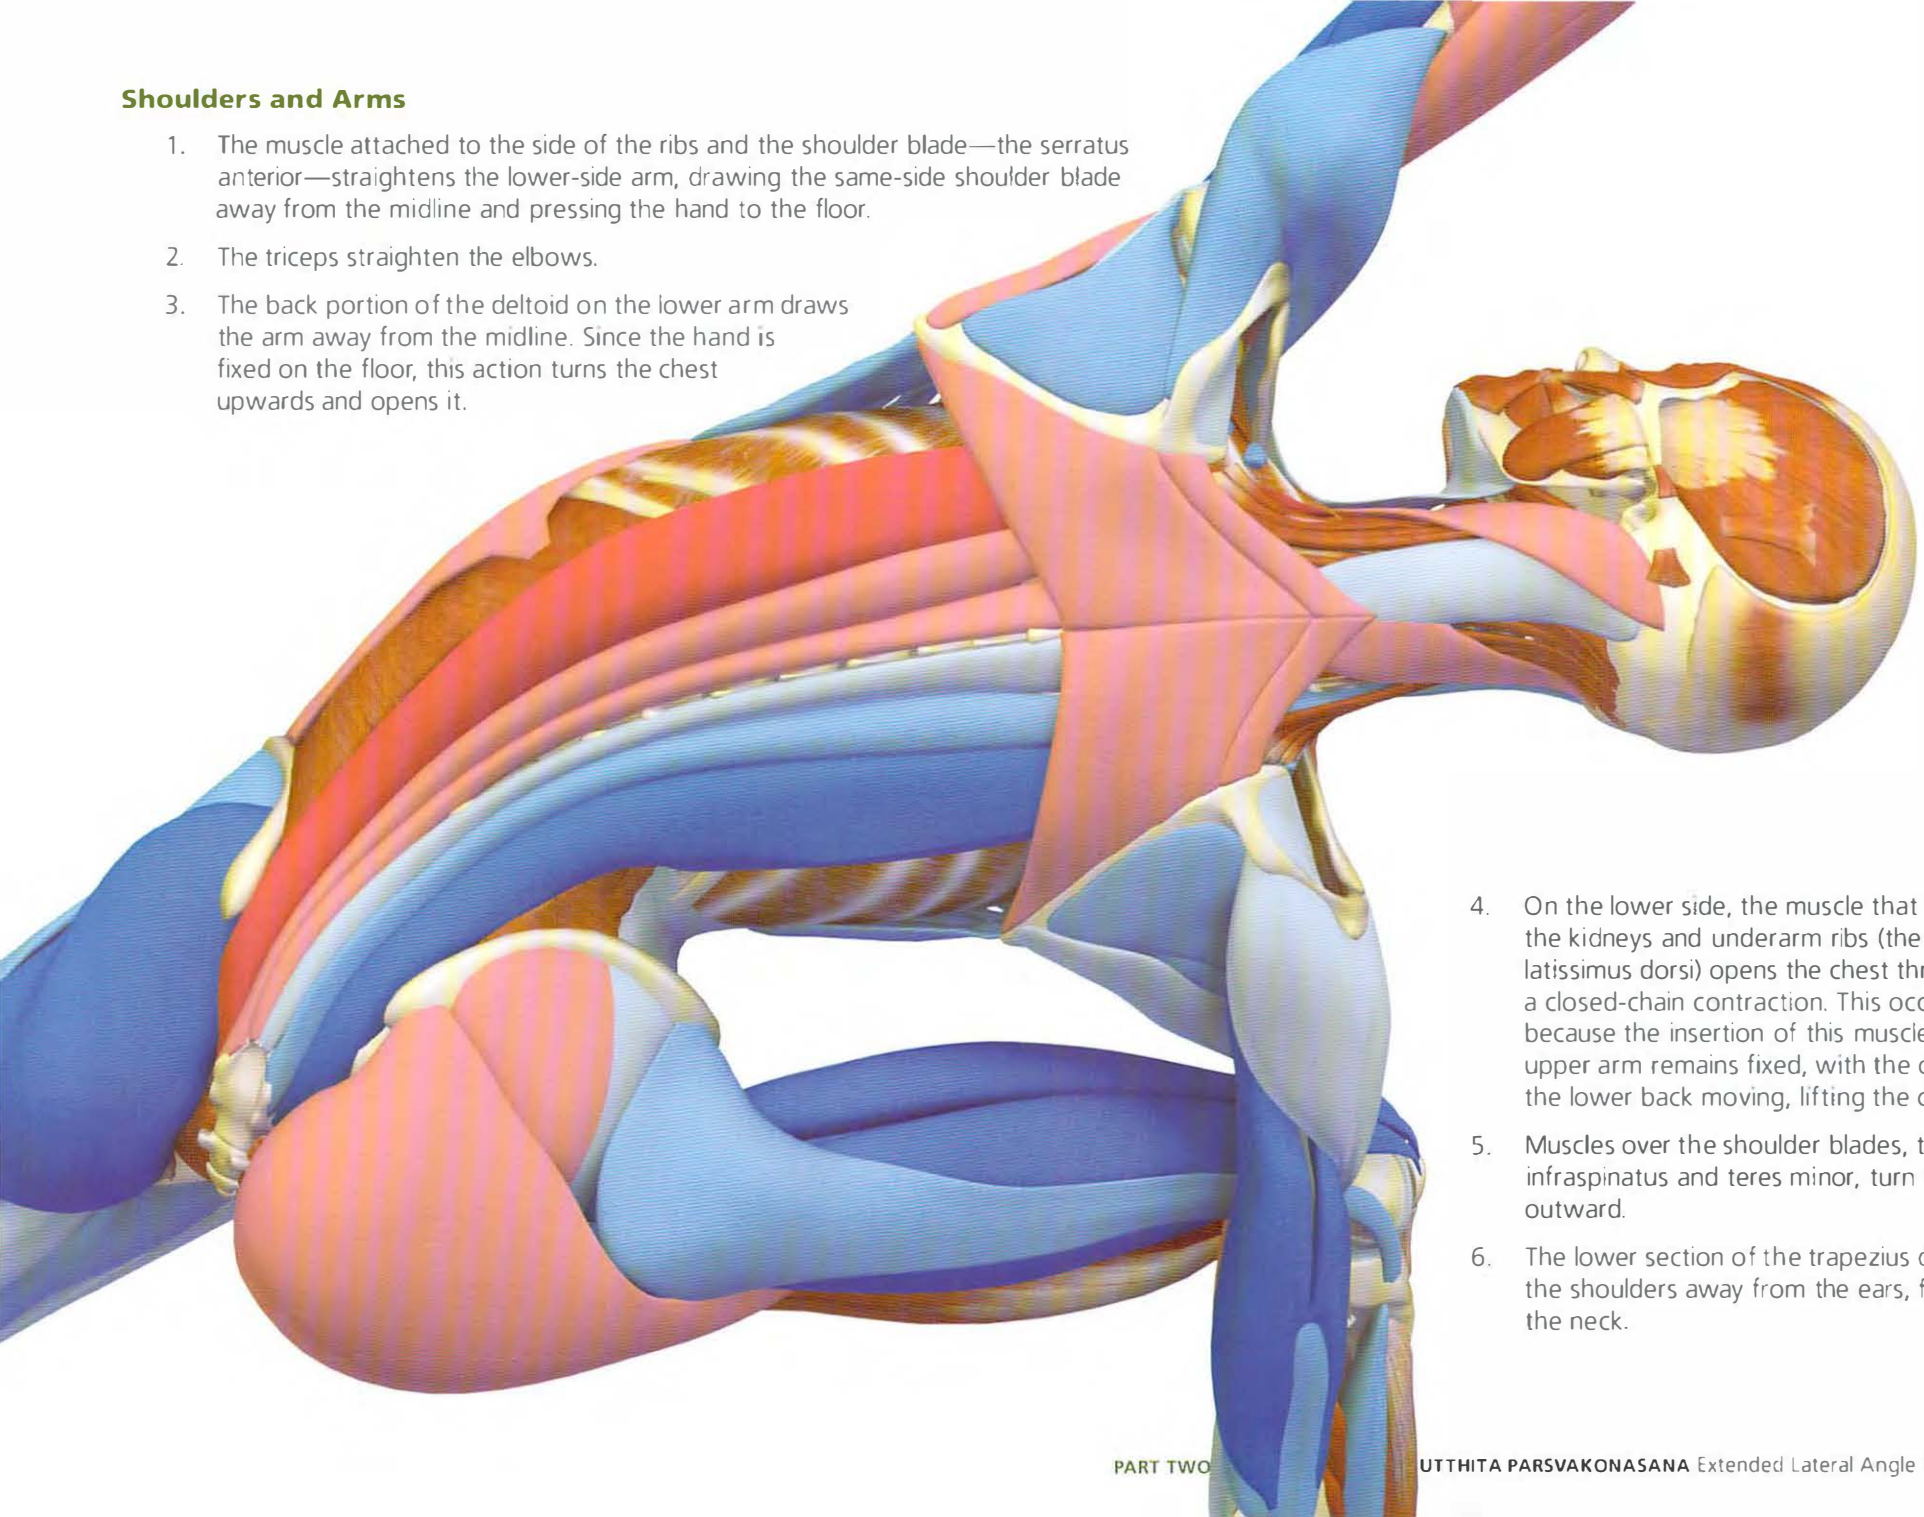 Shoulders and Arms
1. The muscle attached to the side of the ribs and the shoulder blade—the serratus
anterior—straightens the lower-side arm, drawing the same-side shoulder blade
away from the midline and pressing the hand to the floor.
2. The triceps straighten the elbows.
3. The back portion of the deltoid on the lower arm draws
the arm away from the midline. Since the hand is
fixed on the floor, this action turns the chest
upwards and opens it.
4. On the lower side, the muscle that
the kidneys and underarm ribs (the
latissimus dorsi) opens the chest
a closed-chain contraction. This
because the insertion of this muscle
upper arm remains fixed, with the
the lower back moving, lifting the
5. Muscles over the shoulder blades,
infraspinatus and teres minor, turn
outward.
6. The lower section of the trapezius
the shoulders away from the ears,
the neck.
PART TWO UTTHITA PARSVAKONASANA Extended Lateral Angle